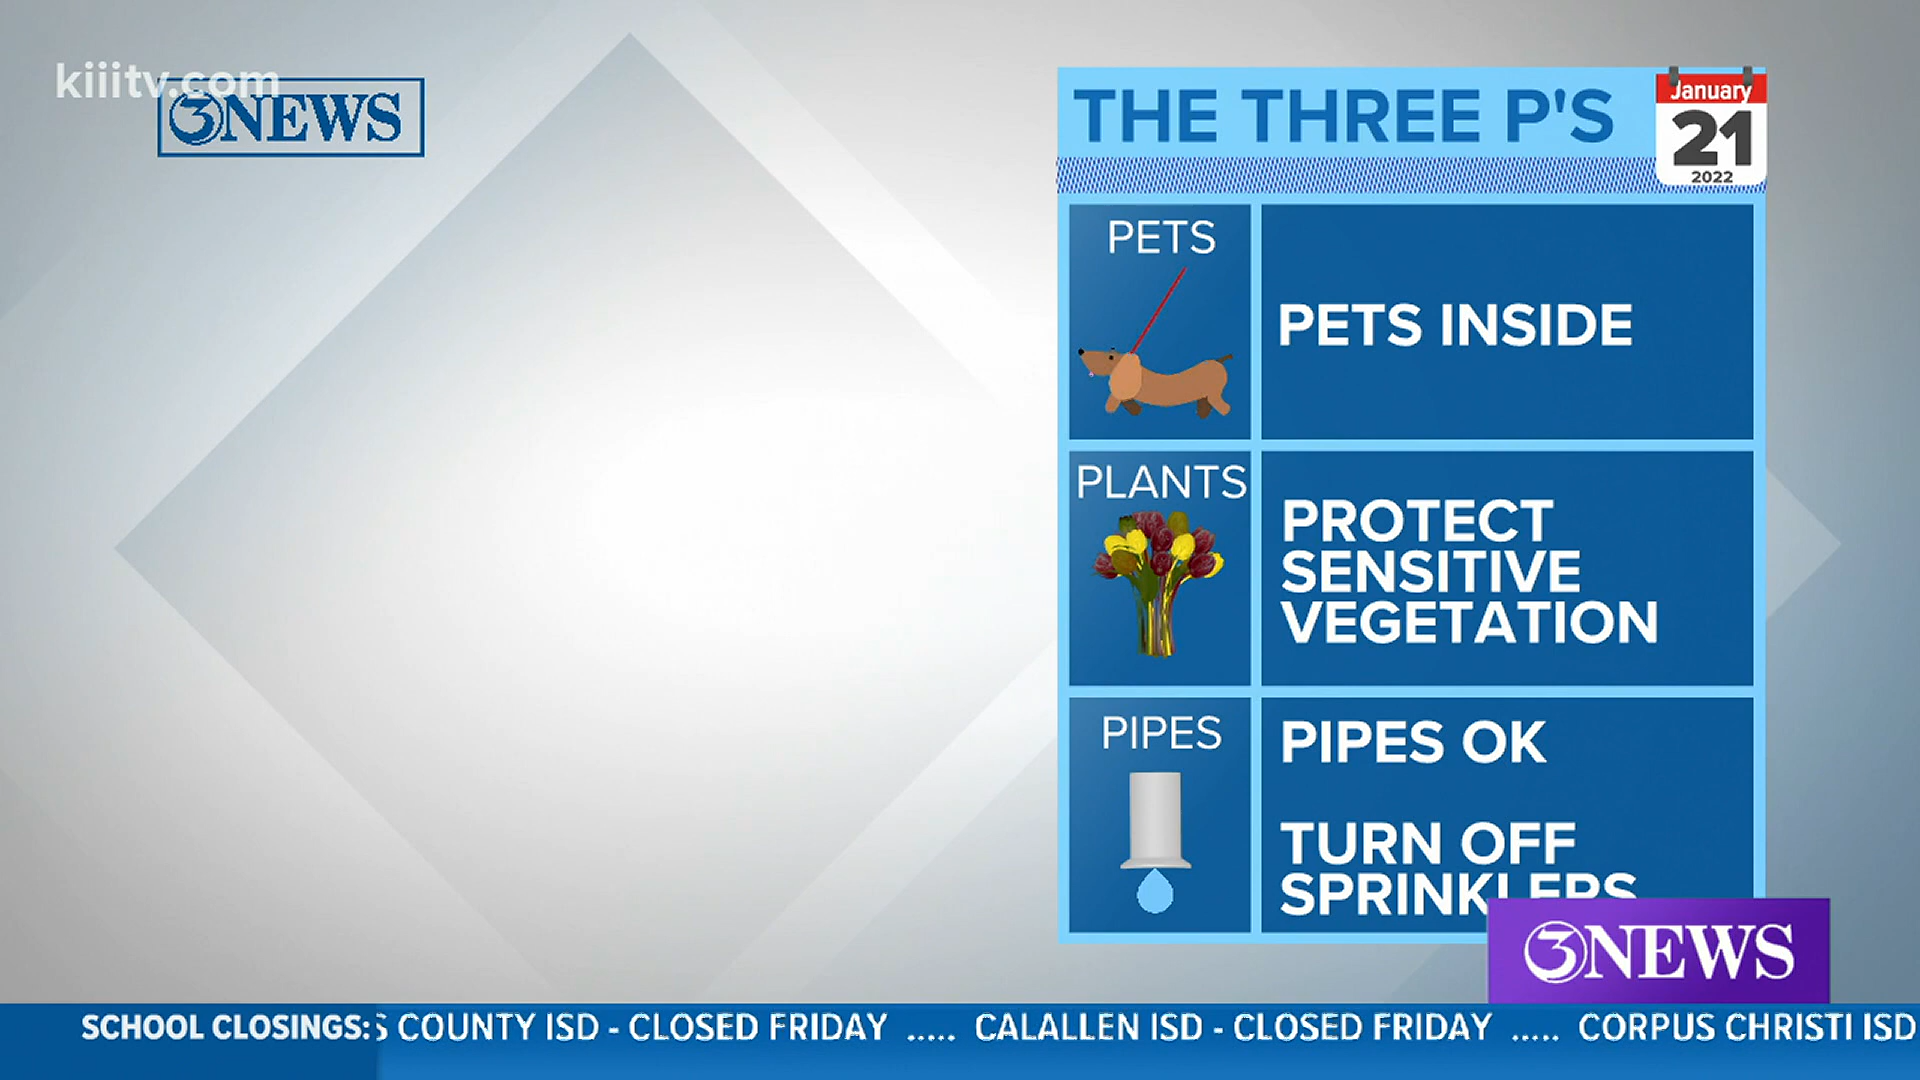 kiiitv.com
3NEWS
THE THREE P'S
January
21
2022
PETS
PETS INSIDE
PLANTS
PROTECT
SENSITIVE
VEGETATION
PIPES
PIPES OK
TURN OFF
SPRINKLERS
3NEWS
SCHOOL CLOSINGS: S COUNTY ISD - CLOSED FRIDAY ..... CALALLEN ISD - CLOSED FRIDAY ..... CORPUS CHRISTI ISD